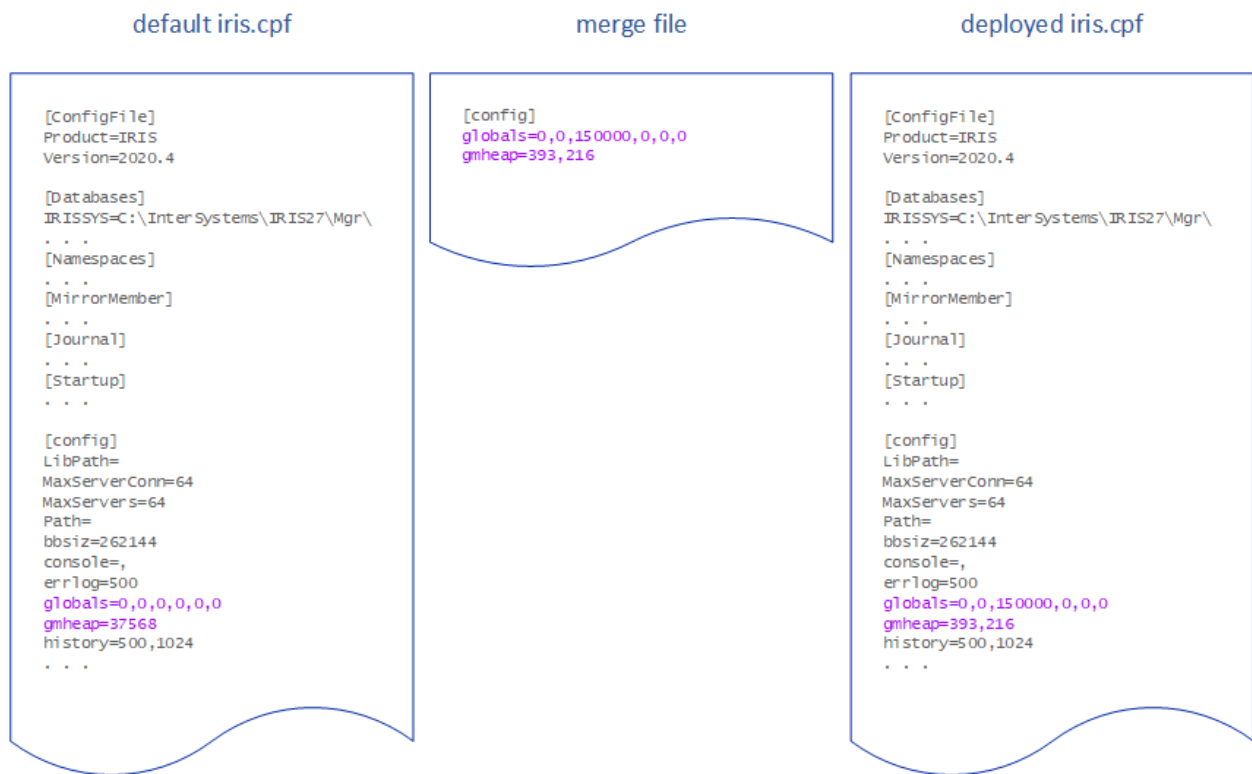 default iris.cpf
[ConfigFile]
Product=IRIS
Version=2020.4
[Databases]
IRISSYS=C:\InterSystems\IRIS27\Mgr\
. . .
[Namespaces]
. . .
[MirrorMember]
. . .
[Journal]
. . .
[Startup]
. . .
[config]
LibPath=
MaxServerConn=64
MaxServers=64
Path=
bbsiz=262144
console=,
errlog=500
globals=0,0,0,0,0,0
gmheap=37568
history=500,1024
. . .
merge file
[config]
globals=0,0,150000,0,0,0
gmheap=393,216
deployed iris.cpf
[ConfigFile]
Product=IRIS
Version=2020.4
[Databases]
IRISSYS=C:\InterSystems\IRIS27\Mgr\
. . .
[Namespaces]
. . .
[MirrorMember]
. . .
[Journal]
. . .
[Startup]
. . .
[config]
LibPath=
MaxServerConn=64
MaxServers=64
Path=
bbsiz=262144
console=,
errlog=500
globals=0,0,150000,0,0,0
gmheap=393,216
history=500,1024
. . .